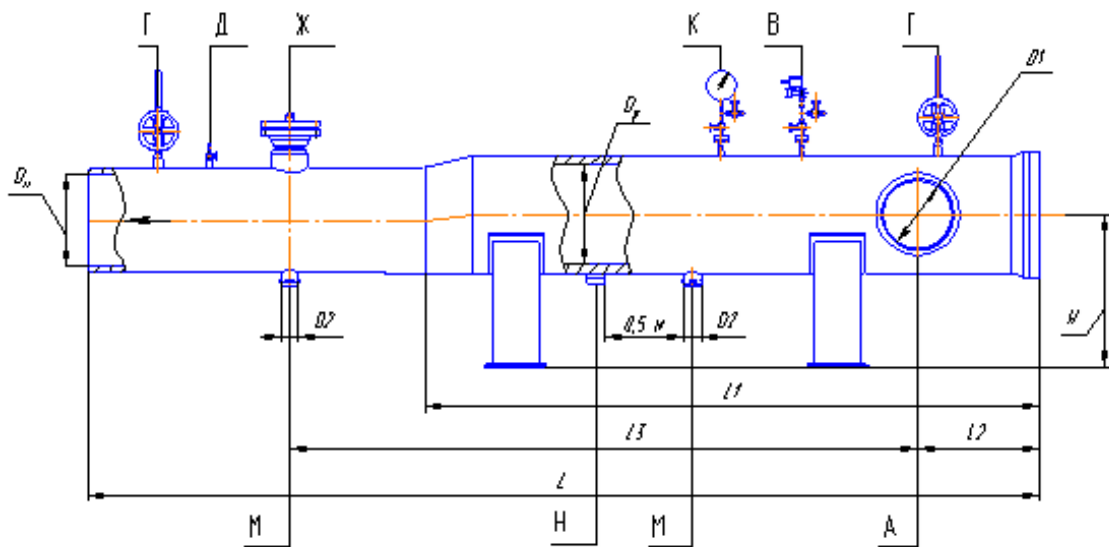 Г Д Ж К В Г
D1
Dу
Dн
D2 0,5 м D2
H
L1
L3 L2
L
М Н М А